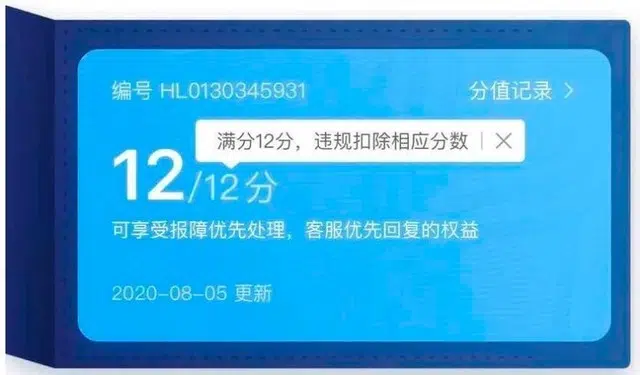 编号 HL0130345931
分值记录 >
满分12分，违规扣除相应分数 | ×
12/12分
可享受报障优先处理，客服优先回复的权益
2020-08-05 更新